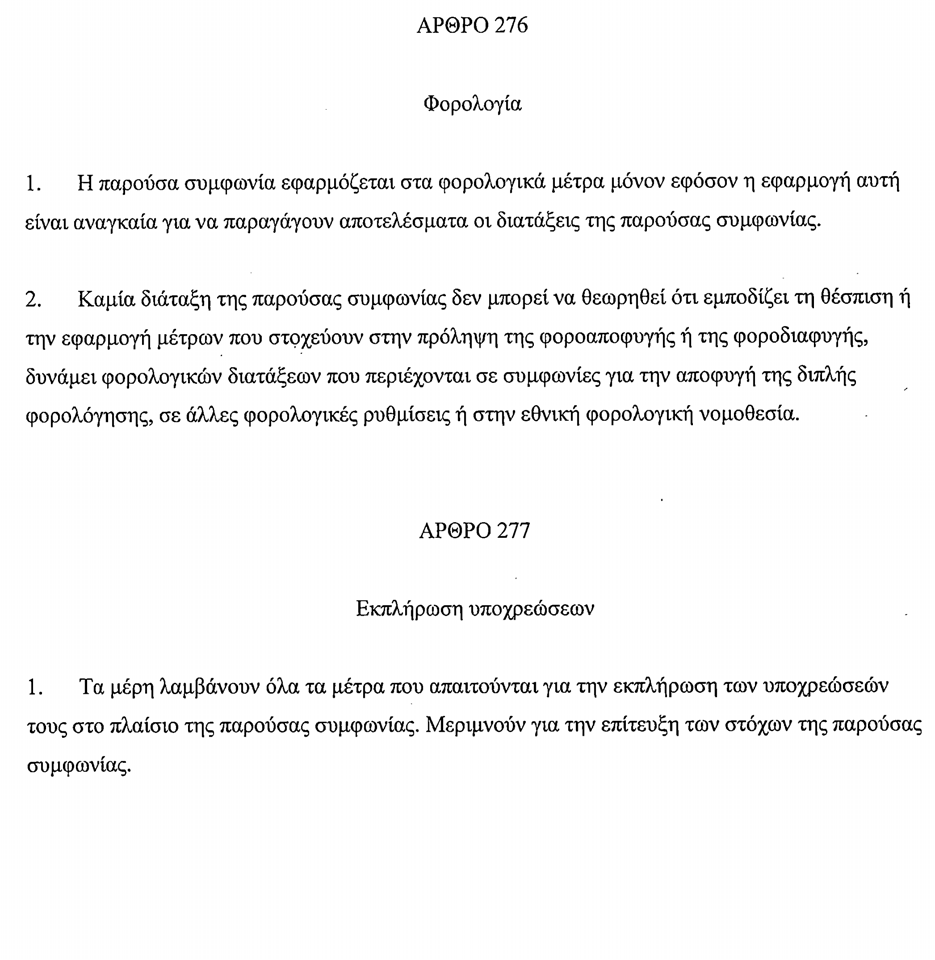 ΑΡΘΡΟ 276
Φορολογία
1. Η παρούσα συμφωνία εφαρμόζεται στα φορολογικά μέτρα μόνον εφόσον η εφαρμογή αυτή
είναι αναγκαία για να παραγάγουν αποτελέσματα οι διατάξεις της παρούσας συμφωνίας.
2. Καμία διάταξη της παρούσας συμφωνίας δεν μπορεί να θεωρηθεί ότι εμποδίζει τη θέσπιση ή
την εφαρμογή μέτρων που στοχεύουν στην πρόληψη της φοροαποφυγής ή της φοροδιαφυγής,
δυνάμει φορολογικών διατάξεων που περιέχονται σε συμφωνίες για την αποφυγή της διπλής
φορολόγησης, σε άλλες φορολογικές ρυθμίσεις ή στην εθνική φορολογική νομοθεσία.
ΑΡΘΡΟ 277
Εκπλήρωση υποχρεώσεων
1. Τα μέρη λαμβάνουν όλα τα μέτρα που απαιτούνται για την εκπλήρωση των υποχρεώσεών
τους στο πλαίσιο της παρούσας συμφωνίας. Μεριμνούν για την επίτευξη των στόχων της παρούσας
συμφωνίας.